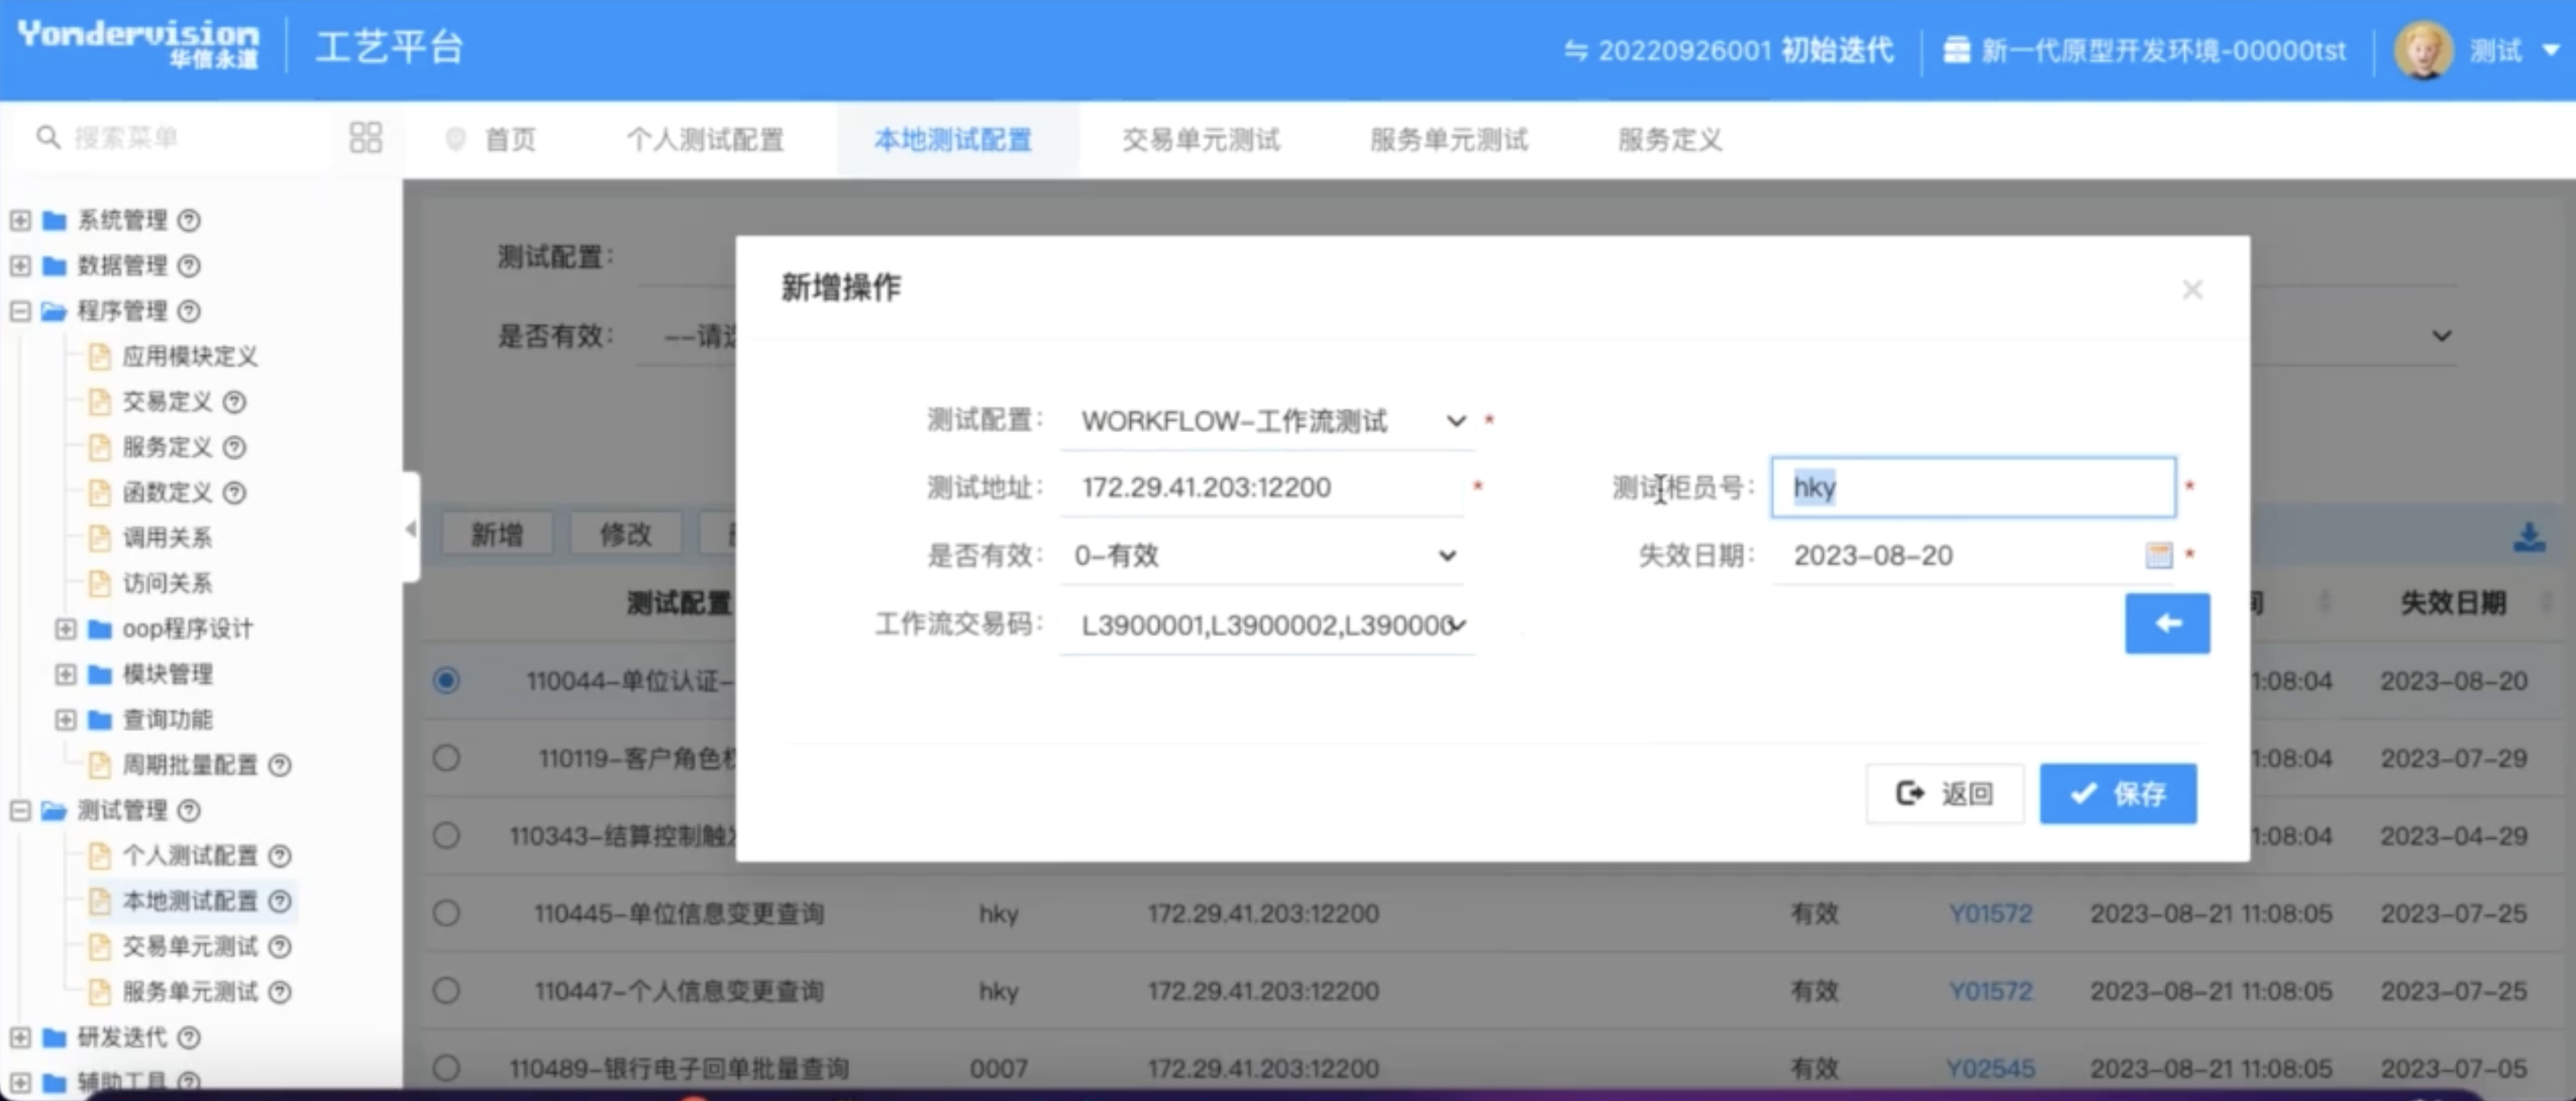 Yondervision
华信永道
工艺平台
20220926001 初始迭代
新一代原型开发环境-00000tst
测试
搜索菜单
首页
个人测试配置
本地测试配置
交易单元测试
服务单元测试
服务定义
系统管理
数据管理
程序管理
应用模块定义
交易定义
服务定义
函数定义
调用关系
访问关系
oop程序设计
模块管理
查询功能
周期批量配置
测试管理
个人测试配置
本地测试配置
交易单元测试
服务单元测试
研发迭代
辅助工具
测试配置：
是否有效： --请选
新增 修改
新增操作
测试配置： WORKFLOW-工作流测试 *
测试地址： 172.29.41.203:12200 * 测试柜员号： hky *
是否有效： 0-有效 失效日期： 2023-08-20 *
工作流交易码： L3900001,L3900002,L390000
返回 保存
测试配置 失效日期
110044-单位认证- 1:08:04 2023-08-20
110119-客户角色 1:08:04 2023-07-29
110343-结算控制触 1:08:04 2023-04-29
110445-单位信息变更查询 hky 172.29.41.203:12200 有效 Y01572 2023-08-21 11:08:05 2023-07-25
110447-个人信息变更查询 hky 172.29.41.203:12200 有效 Y01572 2023-08-21 11:08:05 2023-07-25
110489-银行电子回单批量查询 0007 172.29.41.203:12200 有效 Y02545 2023-08-21 11:08:05 2023-07-05